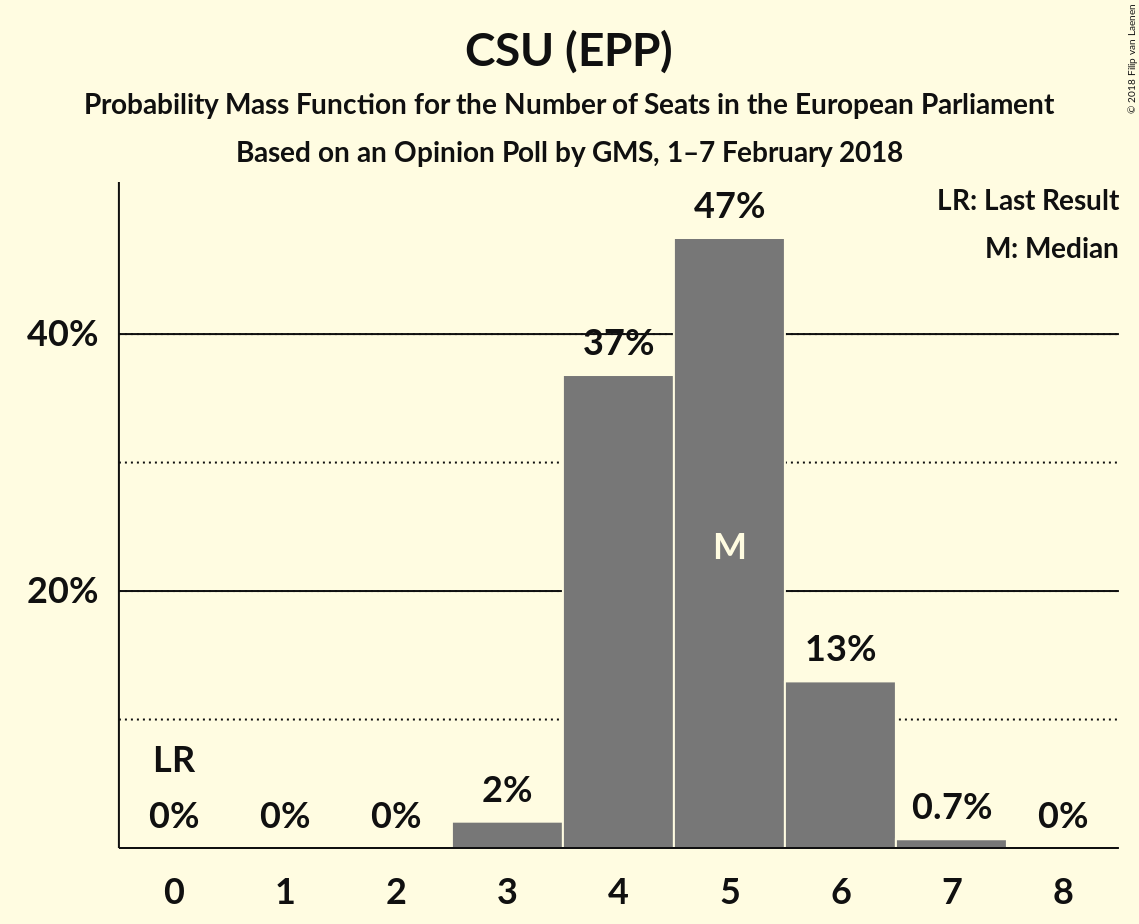 CSU (EPP)
Probability Mass Function for the Number of Seats in the European Parliament
Based on an Opinion Poll by GMS, 1–7 February 2018
© 2018 Filip van Laenen
LR: Last Result
M: Median
47%
40%
37%
M
20%
13%
LR
2%
0.7%
0% 0% 0% 0%
0 1 2 3 4 5 6 7 8